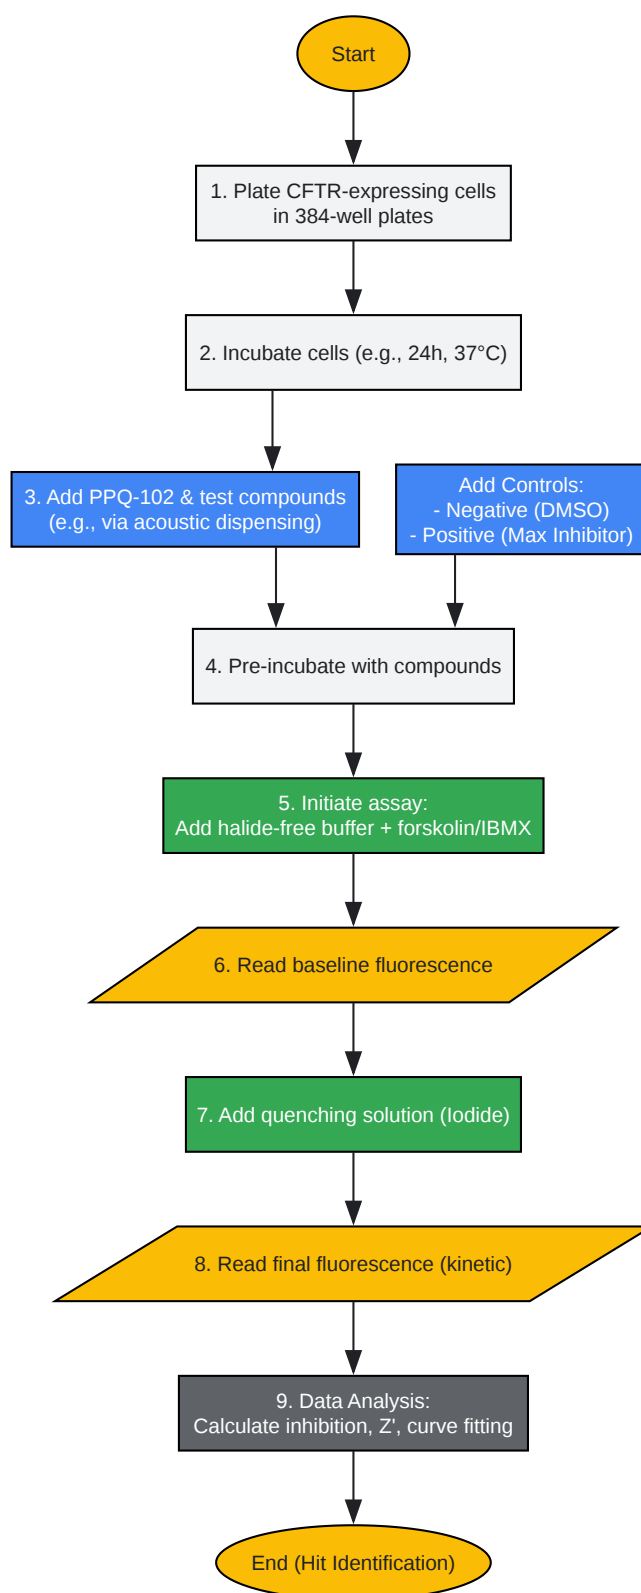 Start
1. Plate CFTR-expressing cells
in 384-well plates
2. Incubate cells (e.g., 24h, 37°C)
3. Add PPQ-102 & test compounds
(e.g., via acoustic dispensing)
Add Controls:
- Negative (DMSO)
- Positive (Max Inhibitor)
4. Pre-incubate with compounds
5. Initiate assay:
Add halide-free buffer + forskolin/IBMX
6. Read baseline fluorescence
7. Add quenching solution (Iodide)
8. Read final fluorescence (kinetic)
9. Data Analysis:
Calculate inhibition, Z', curve fitting
End (Hit Identification)